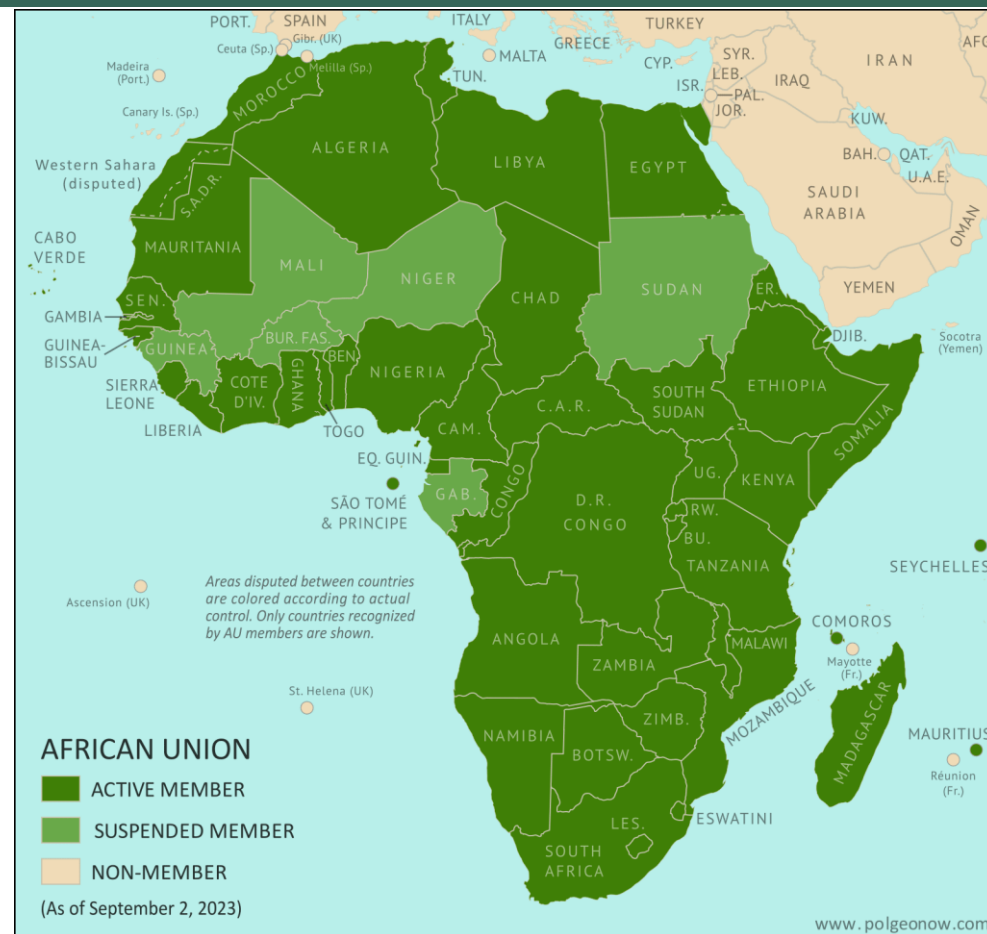 PORT.
SPAIN
ITALY
TURKEY
Gibr. (UK)
Ceuta (Sp.)
GREECE
MALTA
CYP.
SYR.
AFG
IRAN
Madeira
(Port.)
Melilla (Sp.)
TUN.
LEB.
IRAQ
ISR.
PAL.
JOR.
MOROCCO
Canary Is. (Sp.)
KUW.
ALGERIA
LIBYA
EGYPT
BAH.
QAT.
U.A.E.
Western Sahara
(disputed)
S.A.D.R.
SAUDI
ARABIA
OMAN
CABO
VERDE
MAURITANIA
MALI
NIGER
CHAD
SUDAN
ER.
YEMEN
SEN.
GAMBIA
GUINEA-
BISSAU
GUINEA
BUR. FAS.
BEN.
DJIB.
Socotra
(Yemen)
SIERRA
LEONE
COTE
D'IV.
GHANA
NIGERIA
SOUTH
SUDAN
ETHIOPIA
LIBERIA
TOGO
CAM.
C.A.R.
SOMALIA
EQ. GUIN.
SÃO TOMÉ
& PRINCIPE
GAB.
CONGO
D.R.
CONGO
UG.
KENYA
RW.
BU.
TANZANIA
SEYCHELLES
Ascension (UK)
Areas disputed between countries
are colored according to actual
control. Only countries recognized
by AU members are shown.
COMOROS
ANGOLA
ZAMBIA
MALAWI
Mayotte
(Fr.)
St. Helena (UK)
MOZAMBIQUE
MADAGASCAR
NAMIBIA
ZIMB.
BOTSW.
MAURITIUS
Réunion
(Fr.)
LES.
ESWATINI
SOUTH
AFRICA
AFRICAN UNION
ACTIVE MEMBER
SUSPENDED MEMBER
NON-MEMBER
(As of September 2, 2023)
www.polgeonow.com